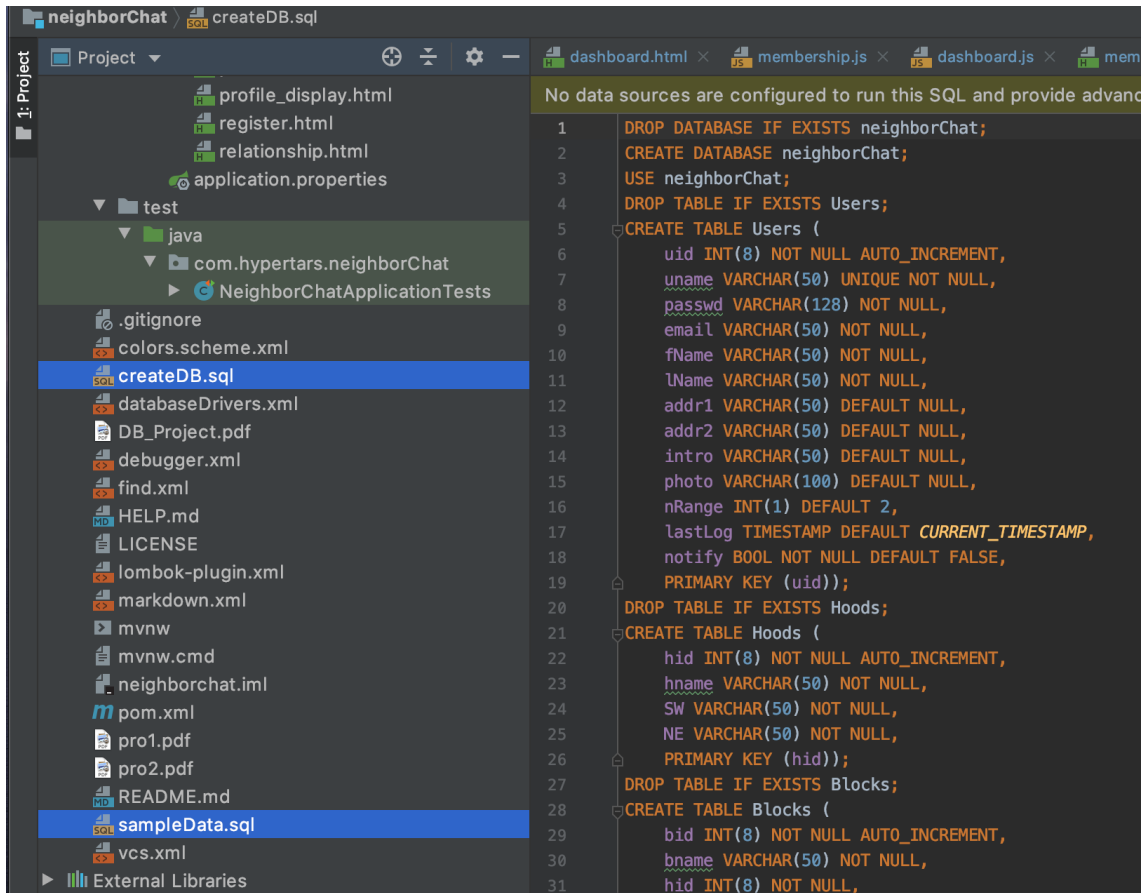 neighborChat createDB.sql
1: Project
Project
profile_display.html
register.html
relationship.html
application.properties
test
java
com.hypertars.neighborChat
NeighborChatApplicationTests
.gitignore
colors.scheme.xml
createDB.sql
databaseDrivers.xml
DB_Project.pdf
debugger.xml
find.xml
HELP.md
LICENSE
lombok-plugin.xml
markdown.xml
mvnw
mvnw.cmd
neighborchat.iml
pom.xml
pro1.pdf
pro2.pdf
README.md
sampleData.sql
vcs.xml
External Libraries
dashboard.html membership.js dashboard.js mem
No data sources are configured to run this SQL and provide advanc
1 DROP DATABASE IF EXISTS neighborChat;
2 CREATE DATABASE neighborChat;
3 USE neighborChat;
4 DROP TABLE IF EXISTS Users;
5 CREATE TABLE Users (
6 uid INT(8) NOT NULL AUTO_INCREMENT,
7 uname VARCHAR(50) UNIQUE NOT NULL,
8 passwd VARCHAR(128) NOT NULL,
9 email VARCHAR(50) NOT NULL,
10 fName VARCHAR(50) NOT NULL,
11 lName VARCHAR(50) NOT NULL,
12 addr1 VARCHAR(50) DEFAULT NULL,
13 addr2 VARCHAR(50) DEFAULT NULL,
14 intro VARCHAR(50) DEFAULT NULL,
15 photo VARCHAR(100) DEFAULT NULL,
16 nRange INT(1) DEFAULT 2,
17 lastLog TIMESTAMP DEFAULT CURRENT_TIMESTAMP,
18 notify BOOL NOT NULL DEFAULT FALSE,
19 PRIMARY KEY (uid));
20 DROP TABLE IF EXISTS Hoods;
21 CREATE TABLE Hoods (
22 hid INT(8) NOT NULL AUTO_INCREMENT,
23 hname VARCHAR(50) NOT NULL,
24 SW VARCHAR(50) NOT NULL,
25 NE VARCHAR(50) NOT NULL,
26 PRIMARY KEY (hid));
27 DROP TABLE IF EXISTS Blocks;
28 CREATE TABLE Blocks (
29 bid INT(8) NOT NULL AUTO_INCREMENT,
30 bname VARCHAR(50) NOT NULL,
31 hid INT(8) NOT NULL,